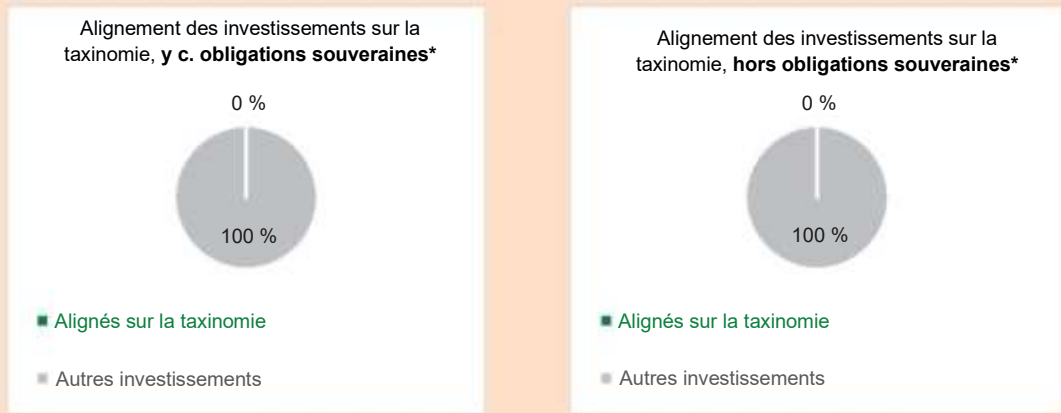 Alignement des investissements sur la
taxinomie, y c. obligations souveraines*
0 %
100 %
Alignés sur la taxinomie
Autres investissements
Alignement des investissements sur la
taxinomie, hors obligations souveraines*
0 %
100 %
Alignés sur la taxinomie
Autres investissements